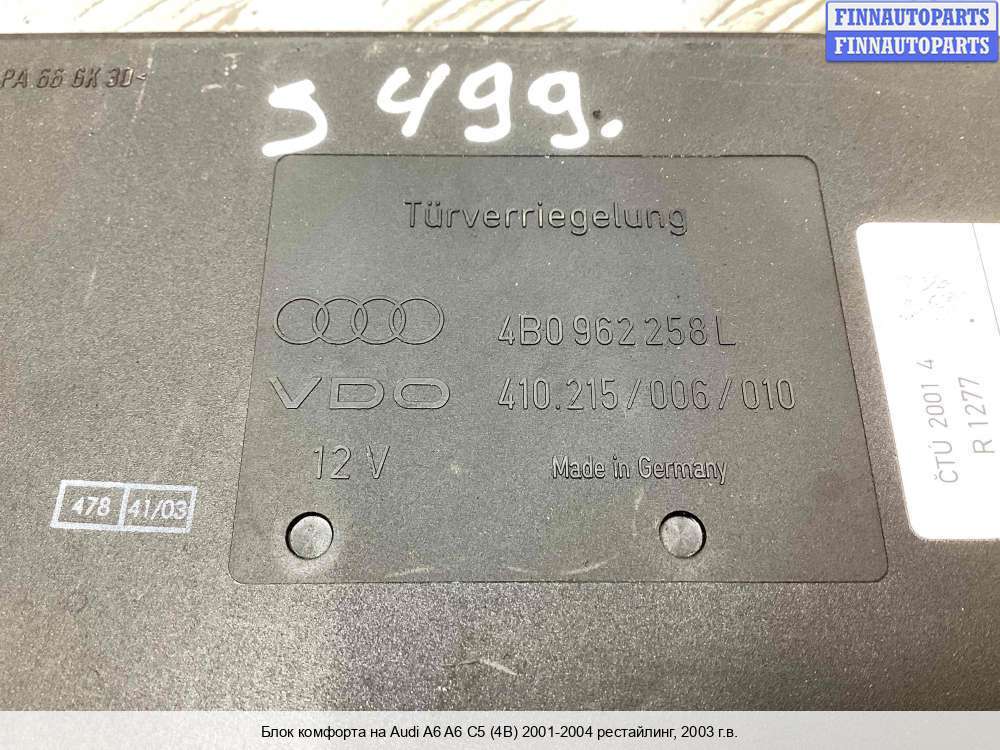 FINNAUTOPARTS
FINNAUTOPARTS
PA 66 GK 30<
S 499.
Türverriegelung
4B0 962 258 L
VDO
410.215/006/010
12 V
Made in Germany
478 41/03
ČTÚ 2001 4
R 1277
Блок комфорта на Audi A6 A6 C5 (4B) 2001-2004 рестайлинг, 2003 г.в.